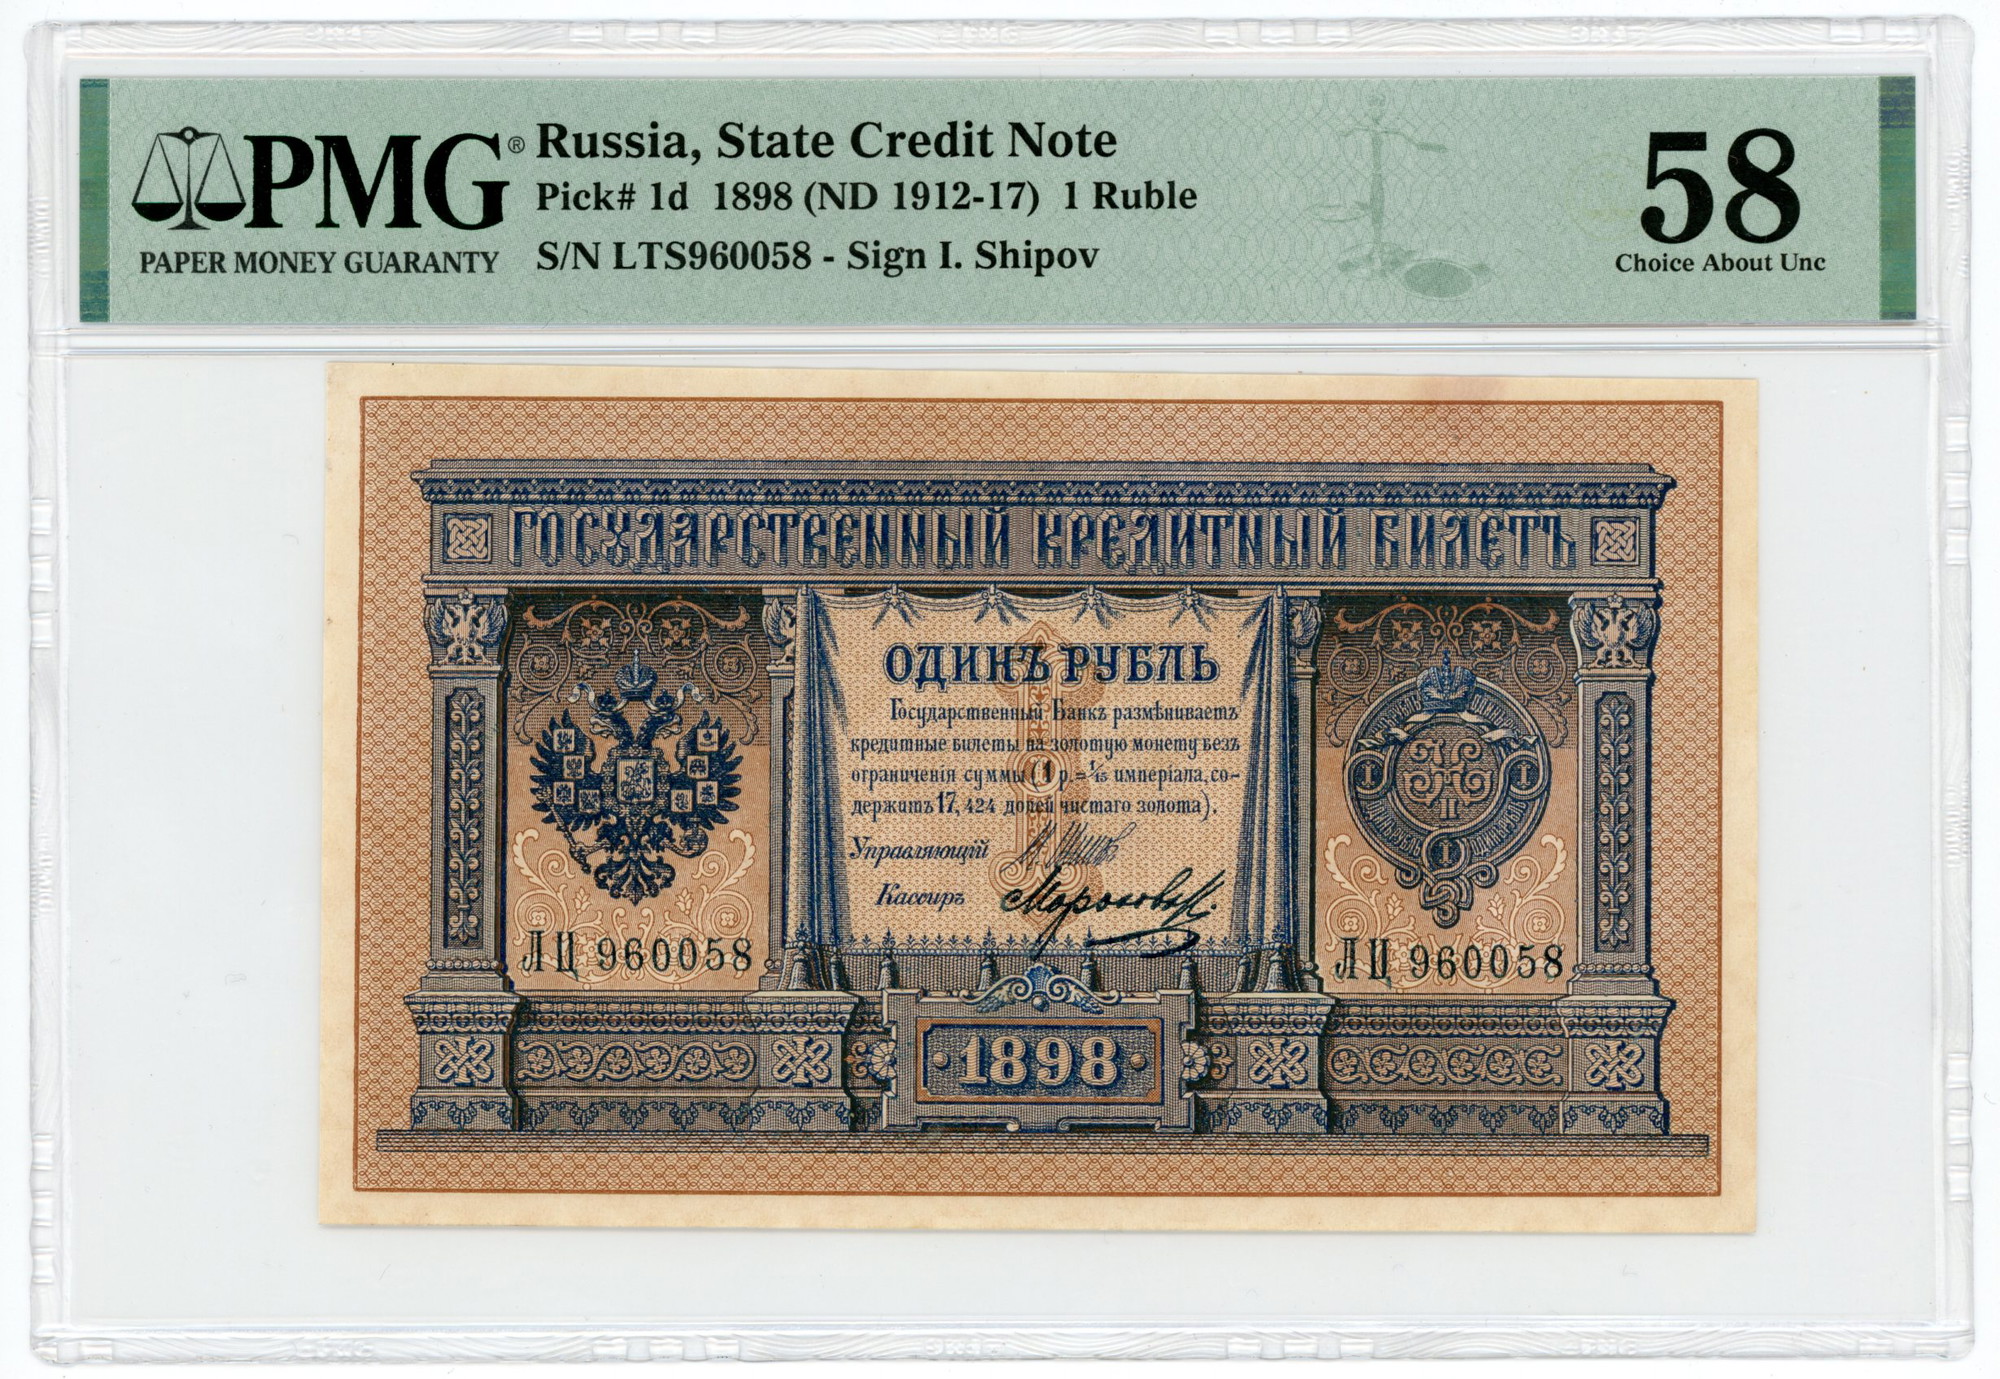 PMG®
PAPER MONEY GUARANTY
Russia, State Credit Note
Pick# 1d 1898 (ND 1912-17) 1 Ruble
S/N LTS960058 - Sign I. Shipov
58
Choice About Unc
ГОСУДАРСТВЕННЫЙ КРЕДИТНЫЙ БИЛЕТЪ
ОДИНЪ РУБЛЬ
Государственный Банкъ размѣниваетъ
кредитные билеты на золотую монету безъ
ограниченія суммы (1 р.=1/15 имперіала, со-
держитъ 17,424 долей чистаго золота).
Управляющій
Кассиръ
ЛЦ 960058
ЛЦ 960058
1898